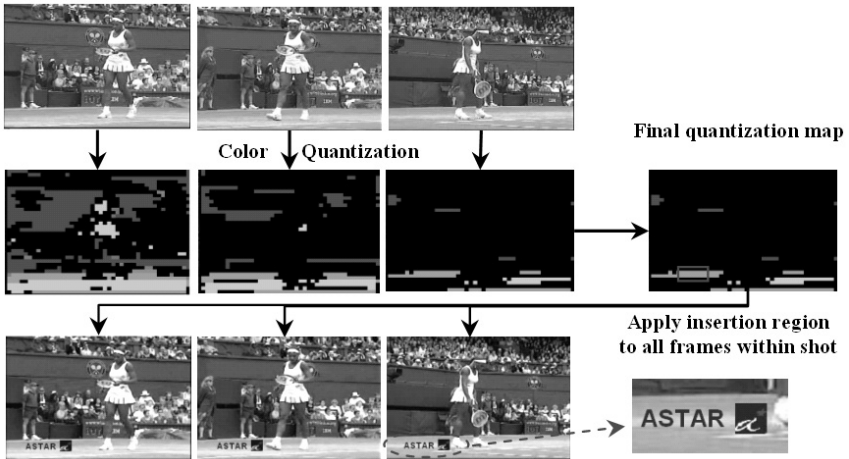 Final quantization map
Color Quantization
Apply insertion region
to all frames within shot
ASTAR
ASTAR
ASTAR
ASTAR a